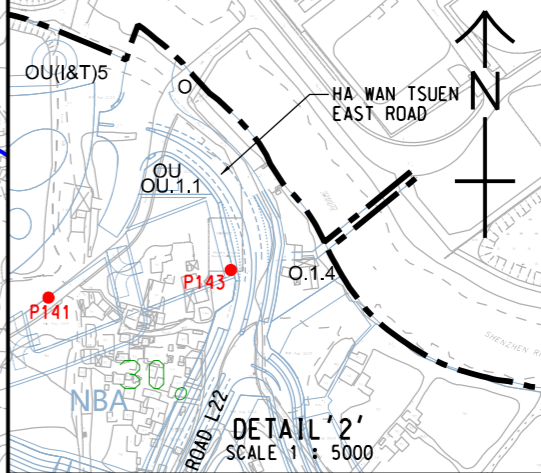 OU(I&T)5
O
HA WAN TSUEN
EAST ROAD
N
OU
OU.1.1
P143
O.1.4
P141
30
NBA
ROAD L22
DETAIL '2'
SCALE 1 : 5000